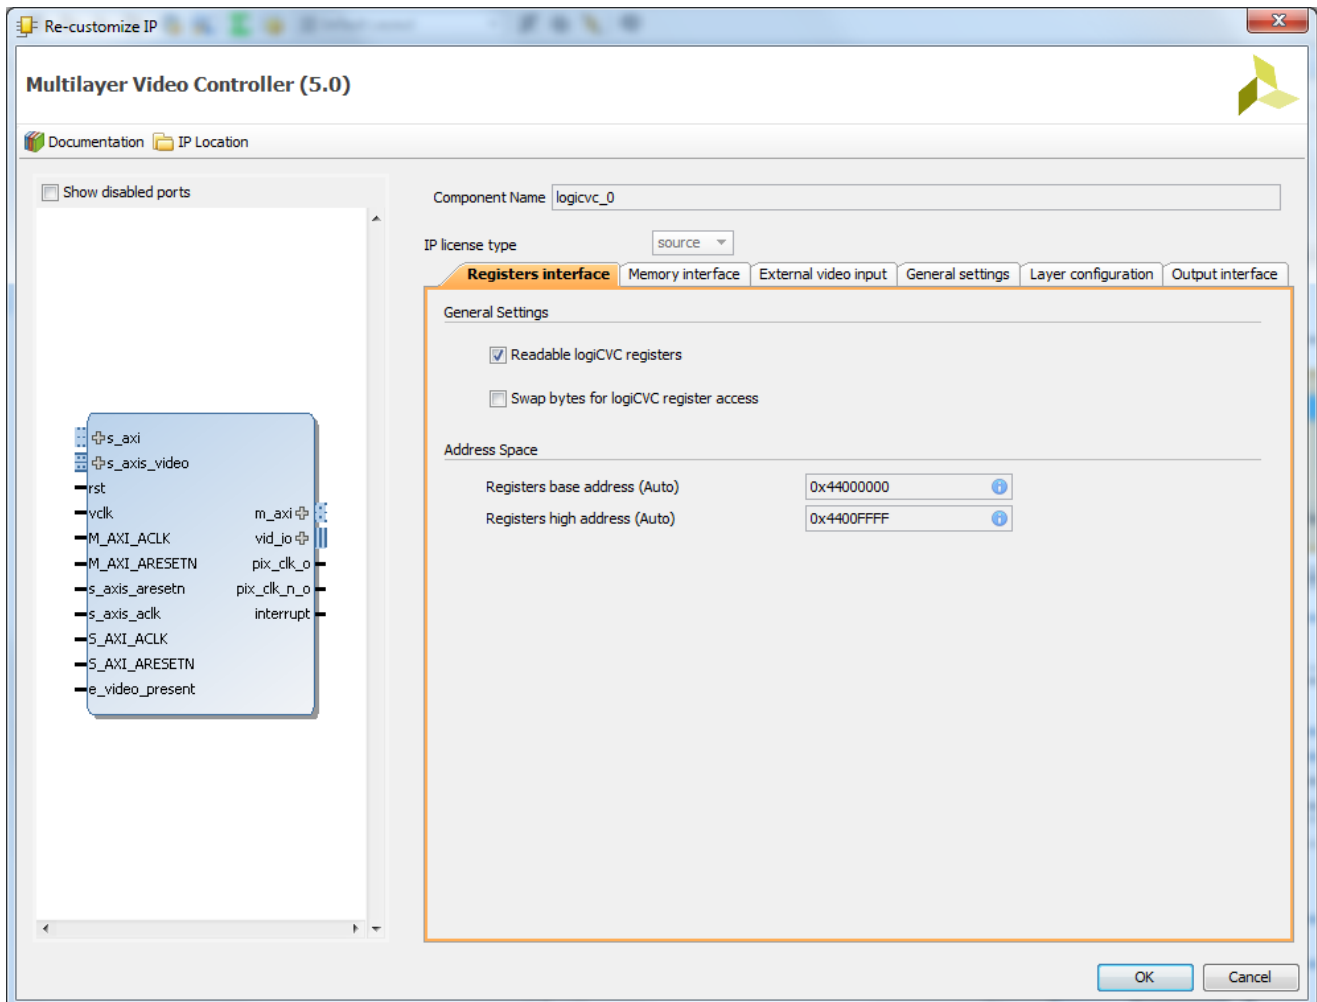 Re-customize IP
Multilayer Video Controller (5.0)
Documentation IP Location
Show disabled ports
s_axi
s_axis_video
rst
vclk
M_AXI_ACLK
M_AXI_ARESETN
s_axis_aresetn
s_axis_aclk
S_AXI_ACLK
S_AXI_ARESETN
e_video_present
m_axi
vid_io
pix_clk_o
pix_clk_n_o
interrupt
Component Name logicvc_0
IP license type source
Registers interface Memory interface External video input General settings Layer configuration Output interface
General Settings
Readable logiCVC registers
Swap bytes for logiCVC register access
Address Space
Registers base address (Auto) 0x44000000
Registers high address (Auto) 0x4400FFFF
OK Cancel